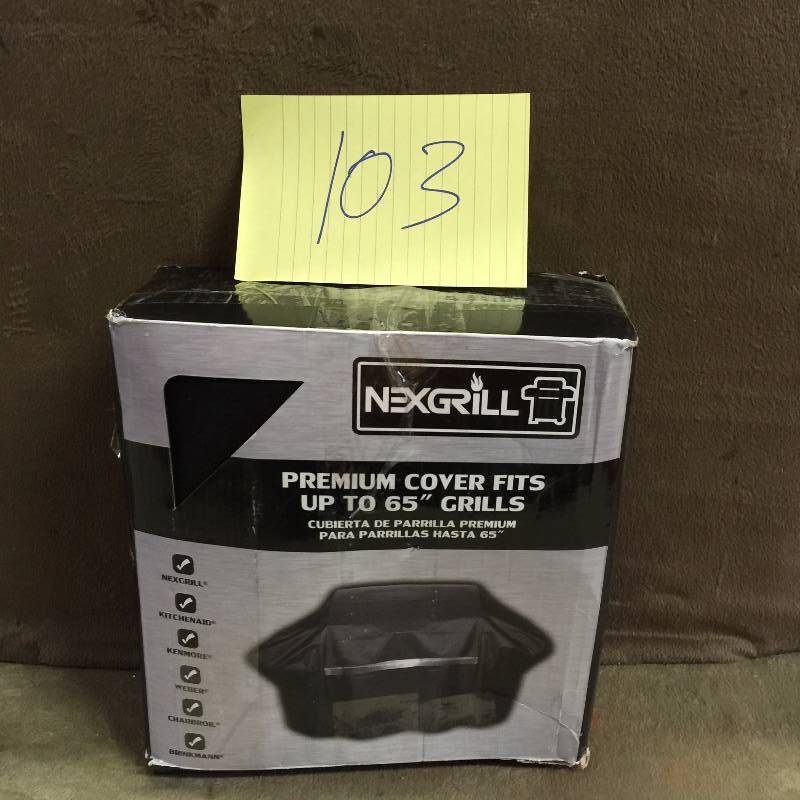 103
NEXGRILL
PREMIUM COVER FITS
UP TO 65" GRILLS
CUBIERTA DE PARRILLA PREMIUM
PARA PARRILLAS HASTA 65"
NEXGRILL®
KITCHENAID®
KENMORE®
WEBER®
CHARBROIL®
BRINKMANN®